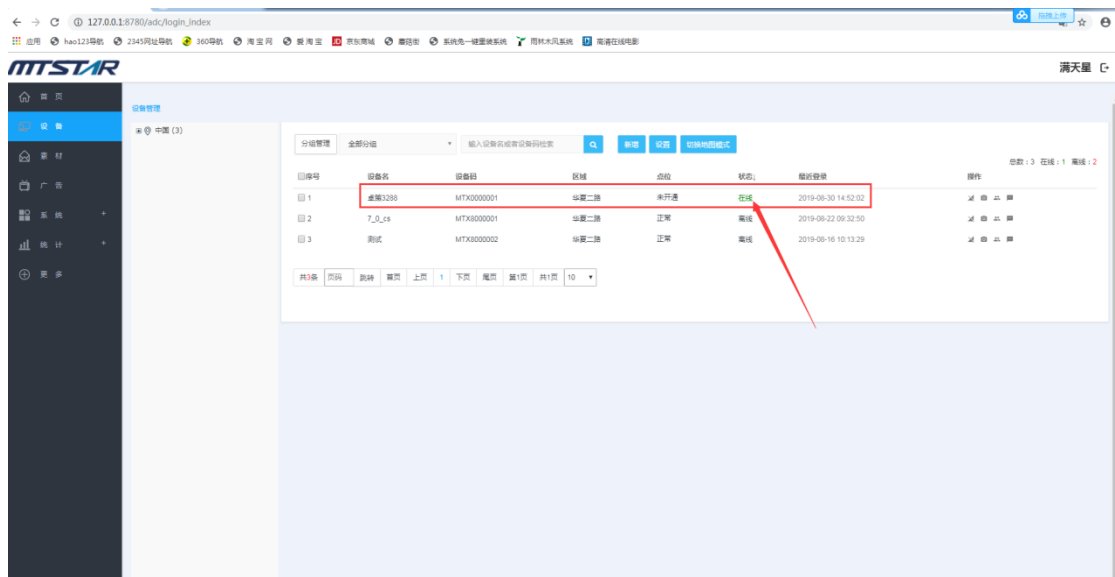 127.0.0.1:8780/adc/login_index
拖拽上传
应用 hao123导航 2345网址导航 360导航 淘宝网 爱淘宝 JD 京东商城 蘑菇街 系统兔一键重装系统 雨林木风系统 高清在线电影
MTSTAR
满天星
首页
设备管理
设备
中国 (3)
素材
分组管理 全部分组 输入设备名或者设备码检索 新增 设置 切换地图模式
总数:3 在线:1 离线:2
序号 设备名 设备码 区域 点位 状态↓ 最近登录 操作
广告
1 桌第3288 MTX0000001 华夏二路 未开通 在线 2019-08-30 14:52:02
系统 +
2 7_0_cs MTX8000001 华夏二路 正常 离线 2019-08-22 09:32:50
统计 +
3 测试 MTX8000002 华夏二路 正常 离线 2019-08-16 10:13:29
更多
共3条 页码 跳转 首页 上页 1 下页 尾页 第1页 共1页 10